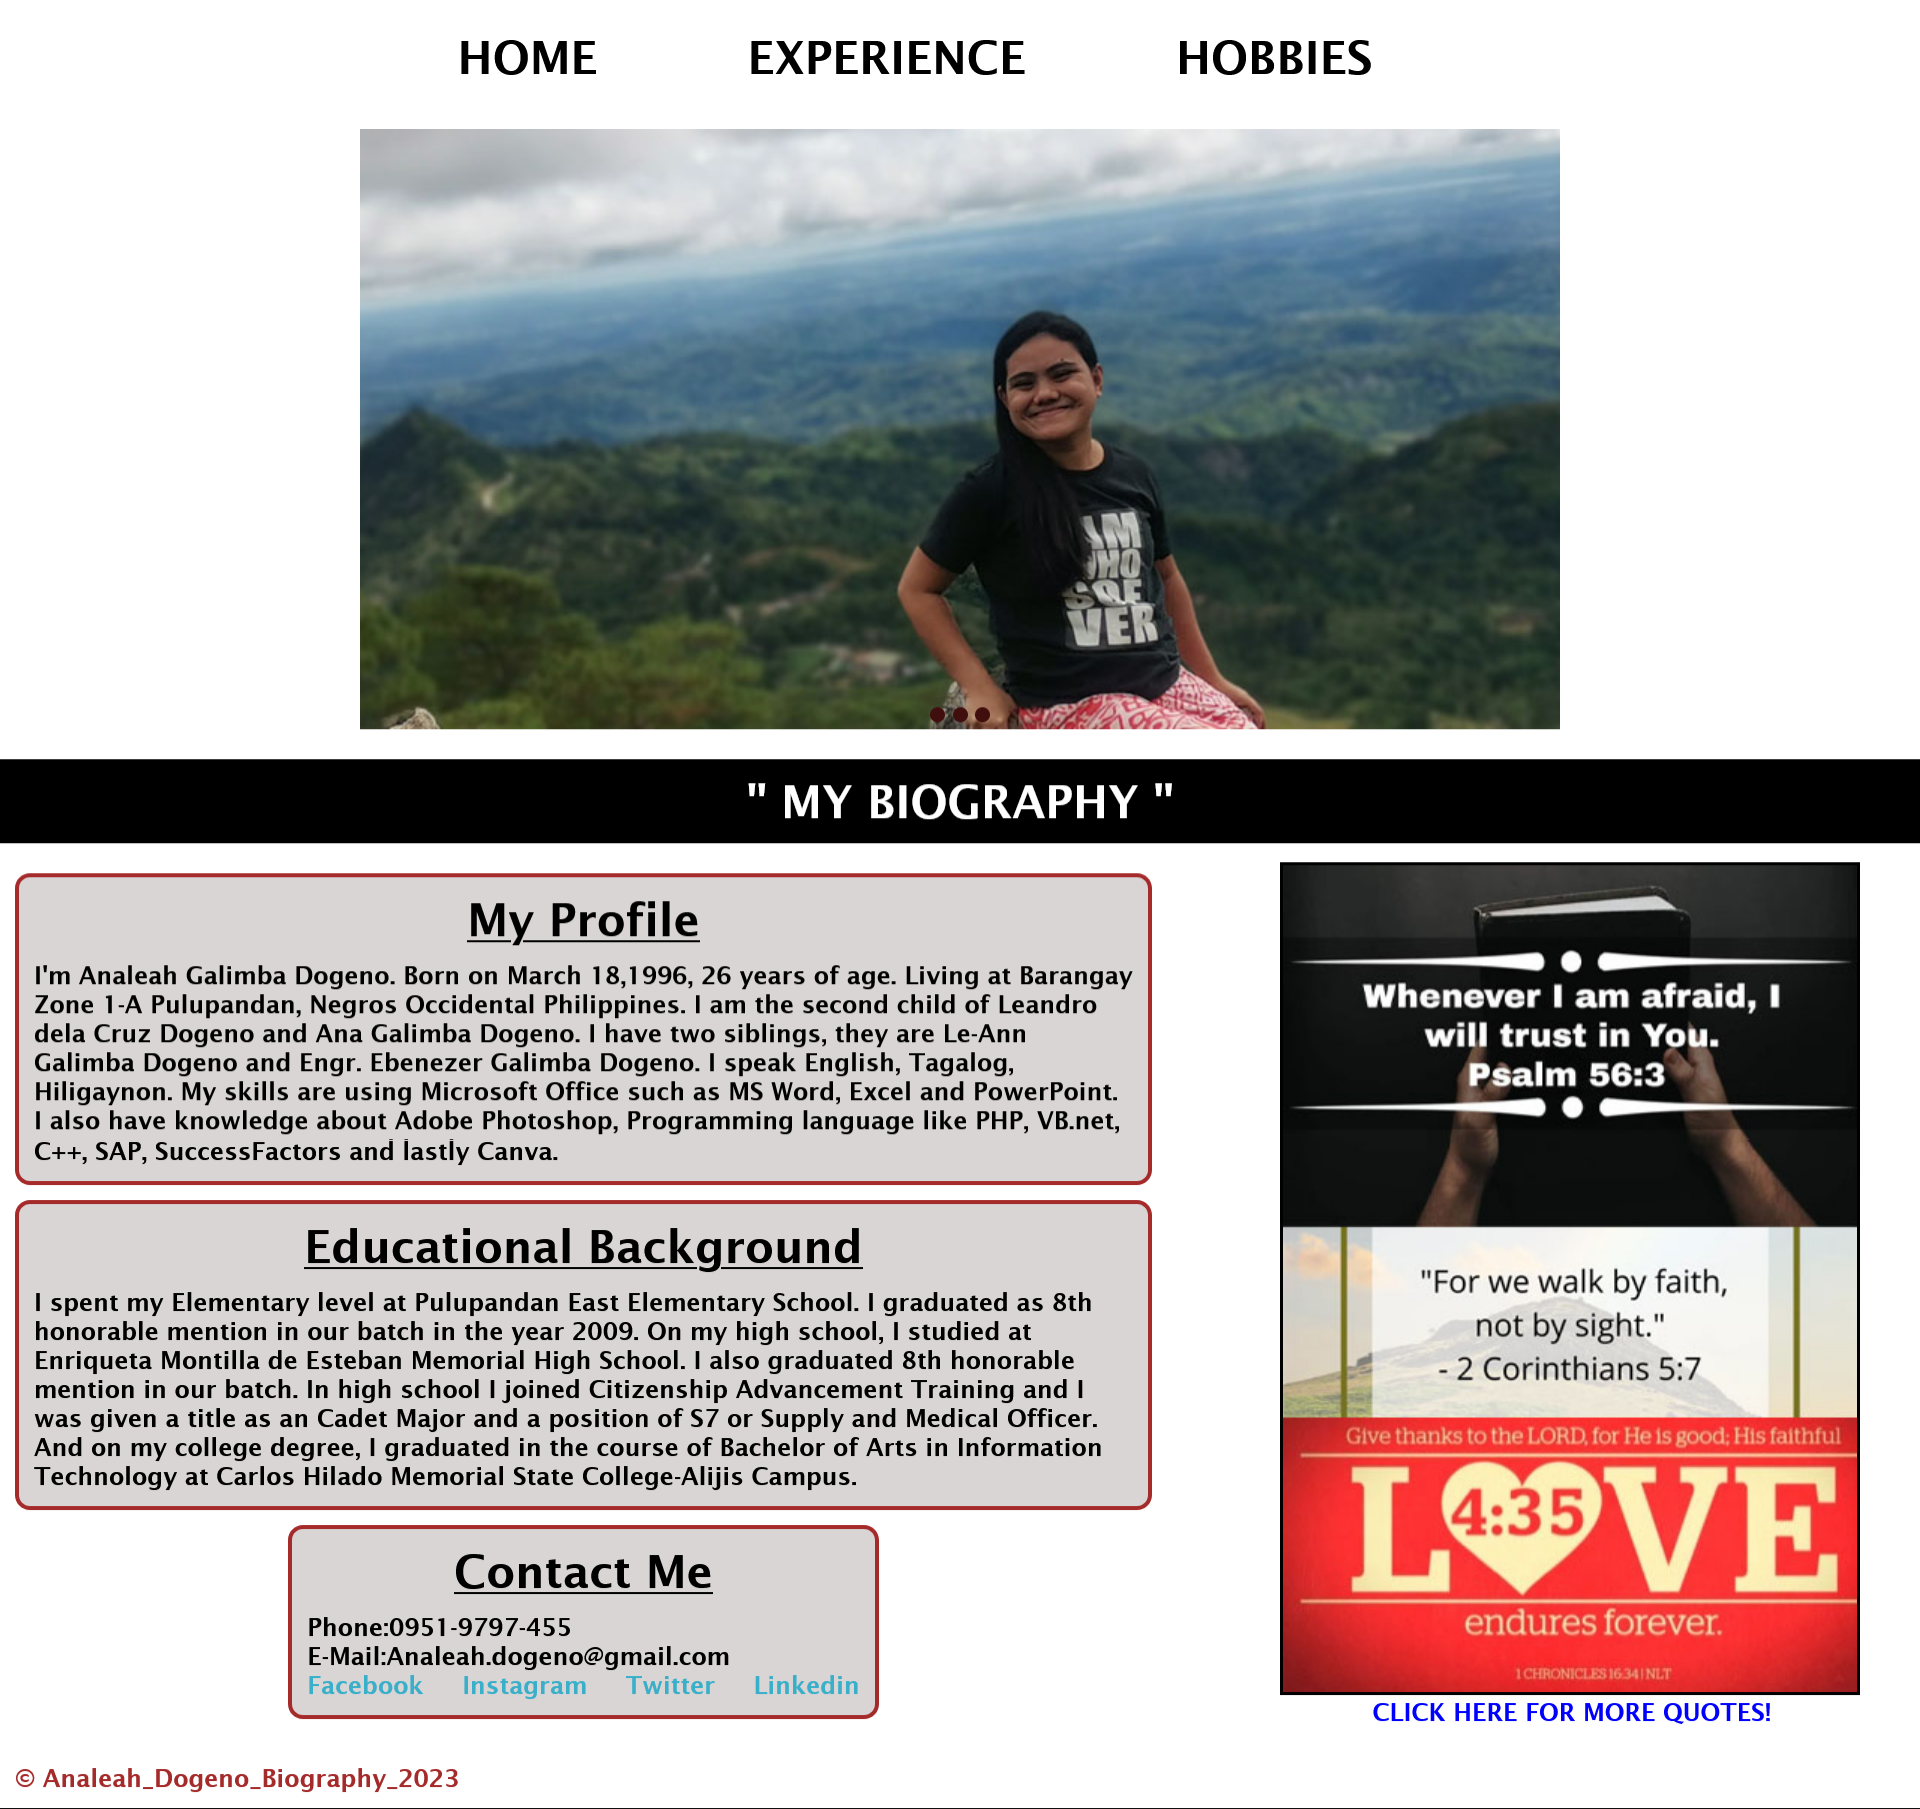 HOME EXPERIENCE HOBBIES
IM
WHO
SOE
VER
" MY BIOGRAPHY "
My Profile
I'm Analeah Galimba Dogeno. Born on March 18,1996, 26 years of age. Living at Barangay
Zone 1-A Pulupandan, Negros Occidental Philippines. I am the second child of Leandro
dela Cruz Dogeno and Ana Galimba Dogeno. I have two siblings, they are Le-Ann
Galimba Dogeno and Engr. Ebenezer Galimba Dogeno. I speak English, Tagalog,
Hiligaynon. My skills are using Microsoft Office such as MS Word, Excel and PowerPoint.
I also have knowledge about Adobe Photoshop, Programming language like PHP, VB.net,
C++, SAP, SuccessFactors and lastly Canva.
Educational Background
I spent my Elementary level at Pulupandan East Elementary School. I graduated as 8th
honorable mention in our batch in the year 2009. On my high school, I studied at
Enriqueta Montilla de Esteban Memorial High School. I also graduated 8th honorable
mention in our batch. In high school I joined Citizenship Advancement Training and I
was given a title as an Cadet Major and a position of S7 or Supply and Medical Officer.
And on my college degree, I graduated in the course of Bachelor of Arts in Information
Technology at Carlos Hilado Memorial State College-Alijis Campus.
Contact Me
Phone:0951-9797-455
E-Mail:Analeah.dogeno@gmail.com
Facebook Instagram Twitter Linkedin
Whenever I am afraid, I
will trust in You.
Psalm 56:3
"For we walk by faith,
not by sight."
- 2 Corinthians 5:7
Give thanks to the LORD, for He is good; His faithful
LOVE
4:35
endures forever.
1 CHRONICLES 16:34 | NLT
CLICK HERE FOR MORE QUOTES!
© Analeah_Dogeno_Biography_2023